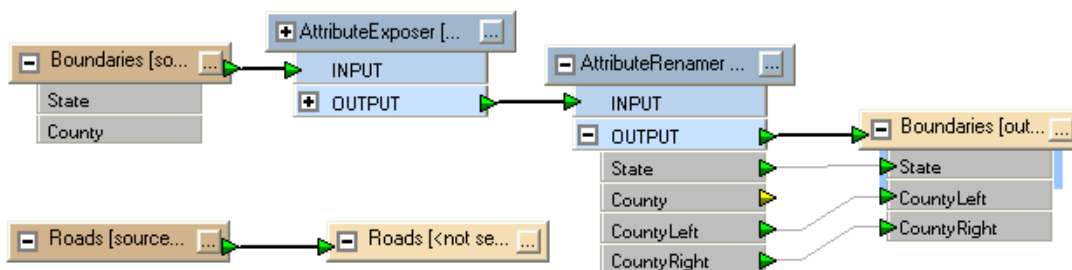 AttributeExposer [... ...
Boundaries [so... ...
INPUT
AttributeRenamer ... ...
State
OUTPUT
INPUT
County
OUTPUT
Boundaries [out... ...
State
State
County
CountyLeft
CountyLeft
CountyRight
Roads [source... ...
Roads [<not se... ...
CountyRight